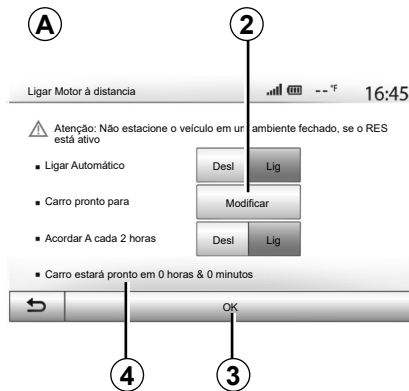 A
2
Ligar Motor à distancia
-- °F 16:45
Atenção: Não estacione o veículo em um ambiente fechado, se o RES
está ativo
Ligar Automático
Desl Lig
Carro pronto para
Modificar
Acordar A cada 2 horas
Desl Lig
Carro estará pronto em 0 horas & 0 minutos
OK
4
3